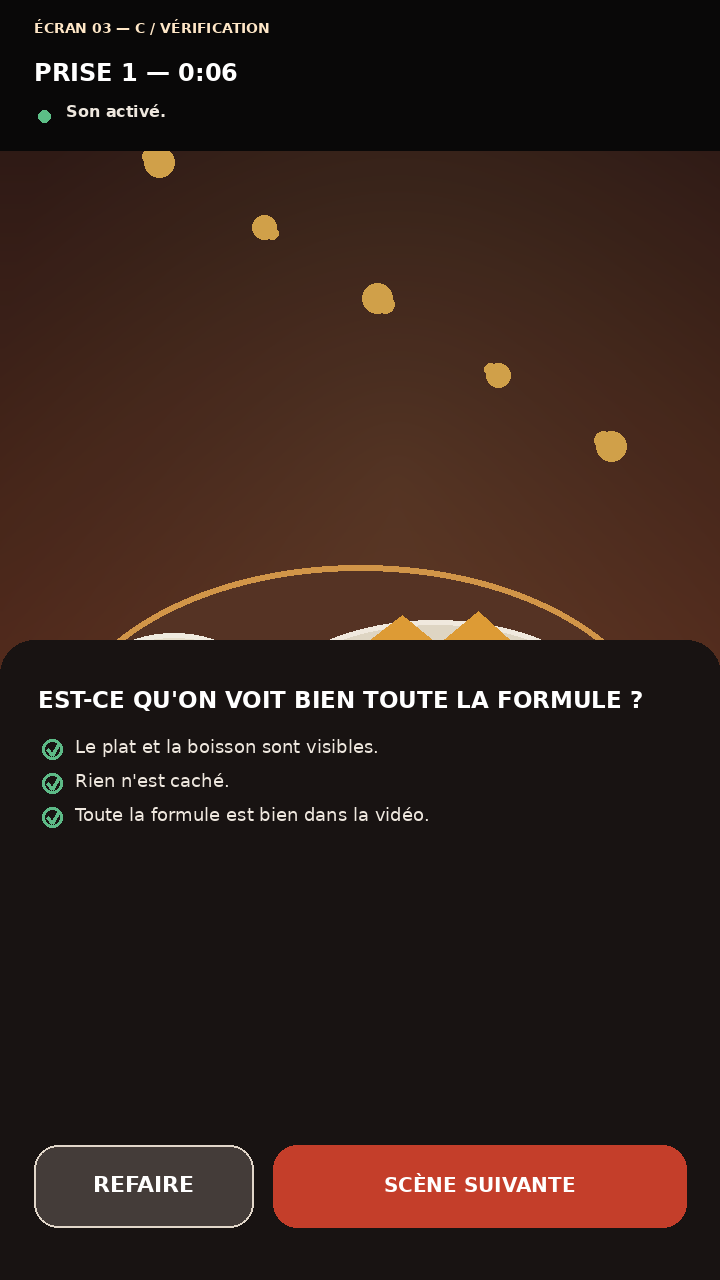 ÉCRAN 03 — C / VÉRIFICATION
PRISE 1 — 0:06
Son activé.
EST-CE QU'ON VOIT BIEN TOUTE LA FORMULE ?
Le plat et la boisson sont visibles.
Rien n'est caché.
Toute la formule est bien dans la vidéo.
REFAIRE
SCÈNE SUIVANTE